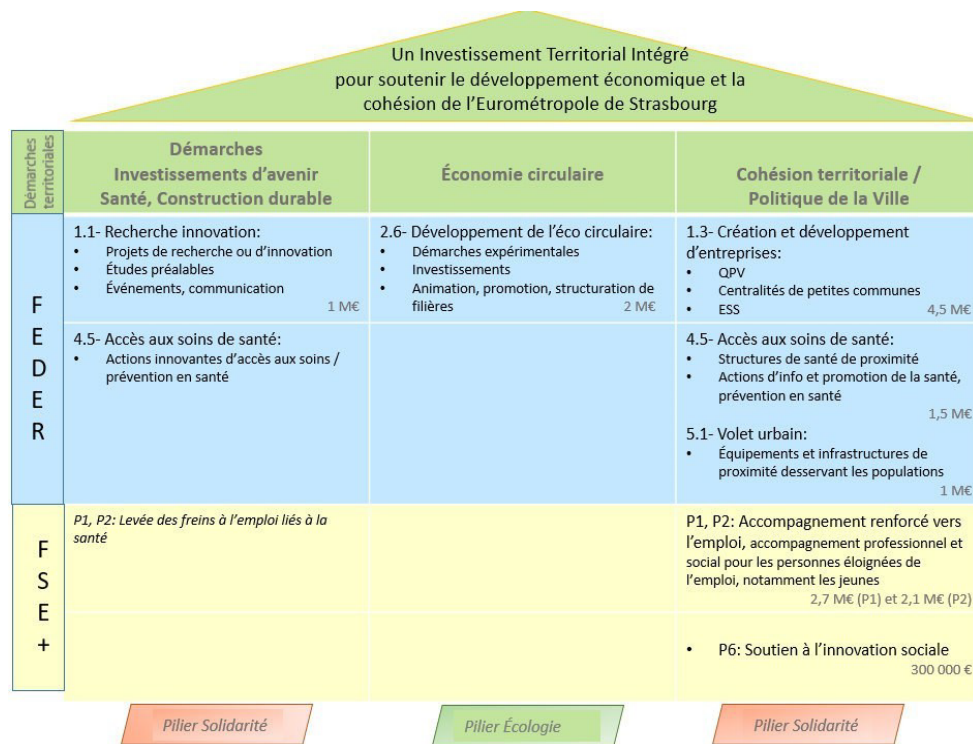 Un Investissement Territorial Intégré
pour soutenir le développement économique et la
cohésion de l'Eurométropole de Strasbourg
Démarches
territoriales
Démarches
Investissements d'avenir
Santé, Construction durable
Économie circulaire
Cohésion territoriale /
Politique de la Ville
FEDER
1.1- Recherche innovation:
• Projets de recherche ou d'innovation
• Études préalables
• Événements, communication
1 M€
2.6- Développement de l'éco circulaire:
• Démarches expérimentales
• Investissements
• Animation, promotion, structuration de
filières
2 M€
1.3- Création et développement
d'entreprises:
• QPV
• Centralités de petites communes
• ESS
4,5 M€
4.5- Accès aux soins de santé:
• Actions innovantes d'accès aux soins /
prévention en santé
4.5- Accès aux soins de santé:
• Structures de santé de proximité
• Actions d'info et promotion de la santé,
prévention en santé
1,5 M€
5.1- Volet urbain:
• Équipements et infrastructures de
proximité desservant les populations
1 M€
FSE+
P1, P2: Levée des freins à l'emploi liés à la
santé
P1, P2: Accompagnement renforcé vers
l'emploi, accompagnement professionnel et
social pour les personnes éloignées de
l'emploi, notamment les jeunes
2,7 M€ (P1) et 2,1 M€ (P2)
• P6: Soutien à l'innovation sociale
300 000 €
Pilier Solidarité
Pilier Écologie
Pilier Solidarité